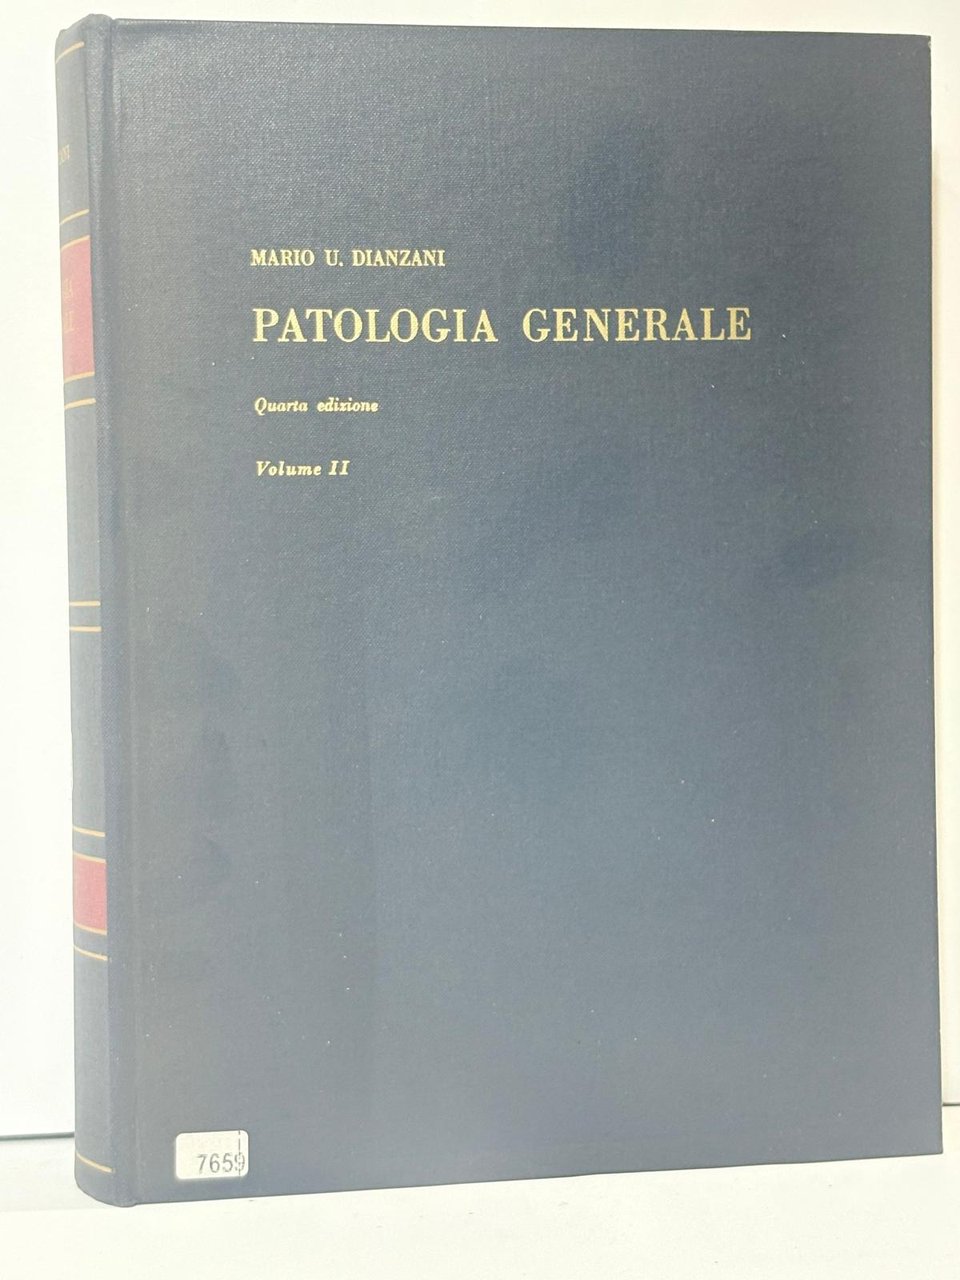 MARIO U. DIANZANI
PATOLOGIA GENERALE
Quarta edizione
Volume II
7659